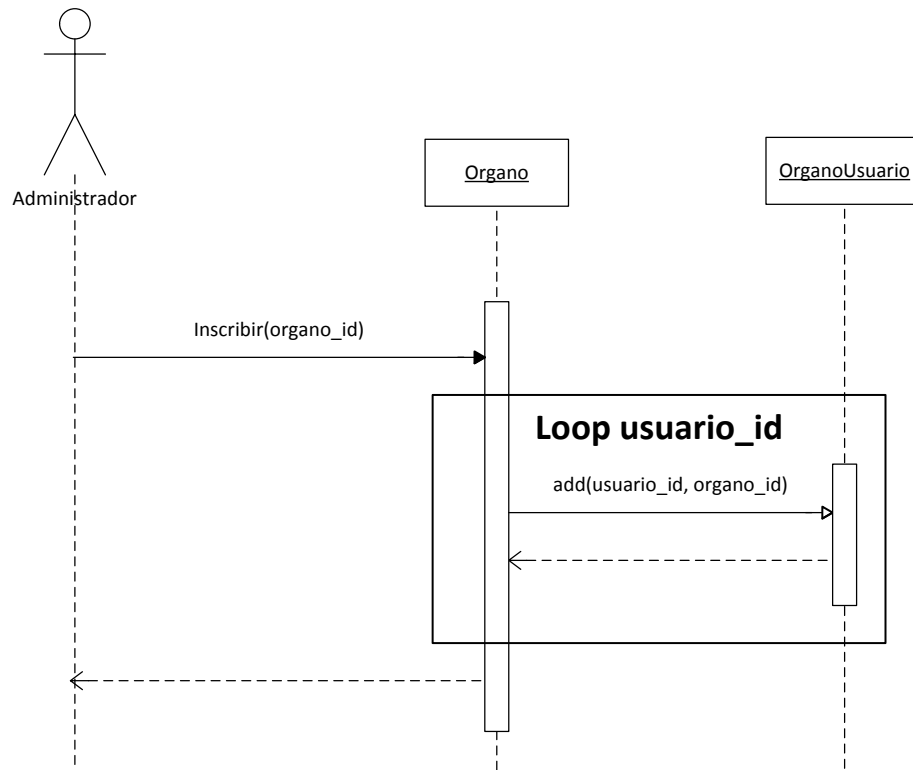 Administrador
Organo
OrganoUsuario
Inscribir(organo_id)
Loop usuario_id
add(usuario_id, organo_id)